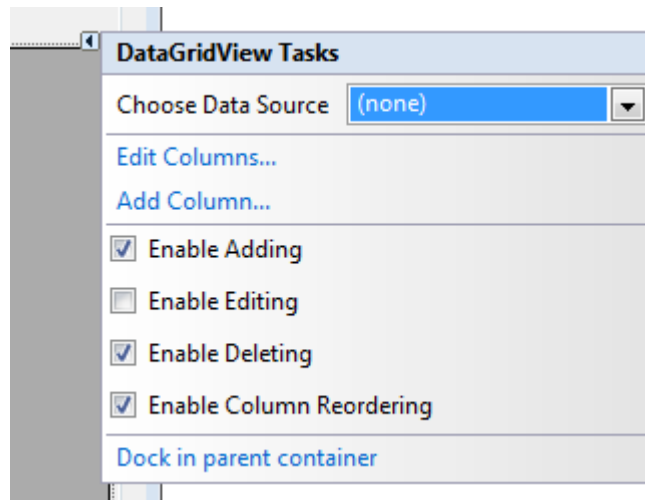 DataGridView Tasks
Choose Data Source (none)
Edit Columns...
Add Column...
Enable Adding
Enable Editing
Enable Deleting
Enable Column Reordering
Dock in parent container